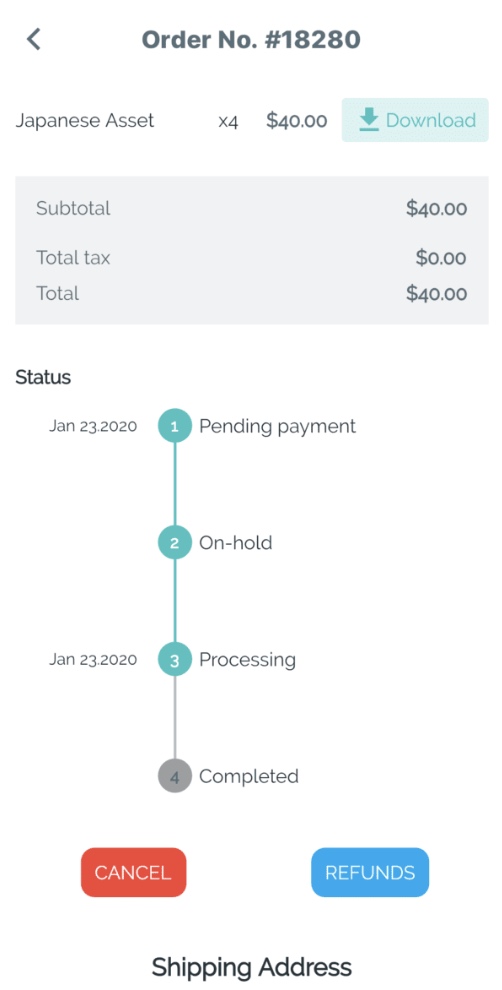 Order No. #18280
Japanese Asset x4 $40.00 Download
Subtotal $40.00
Total tax $0.00
Total $40.00
Status
Jan 23.2020 1 Pending payment
2 On-hold
Jan 23.2020 3 Processing
4 Completed
CANCEL REFUNDS
Shipping Address